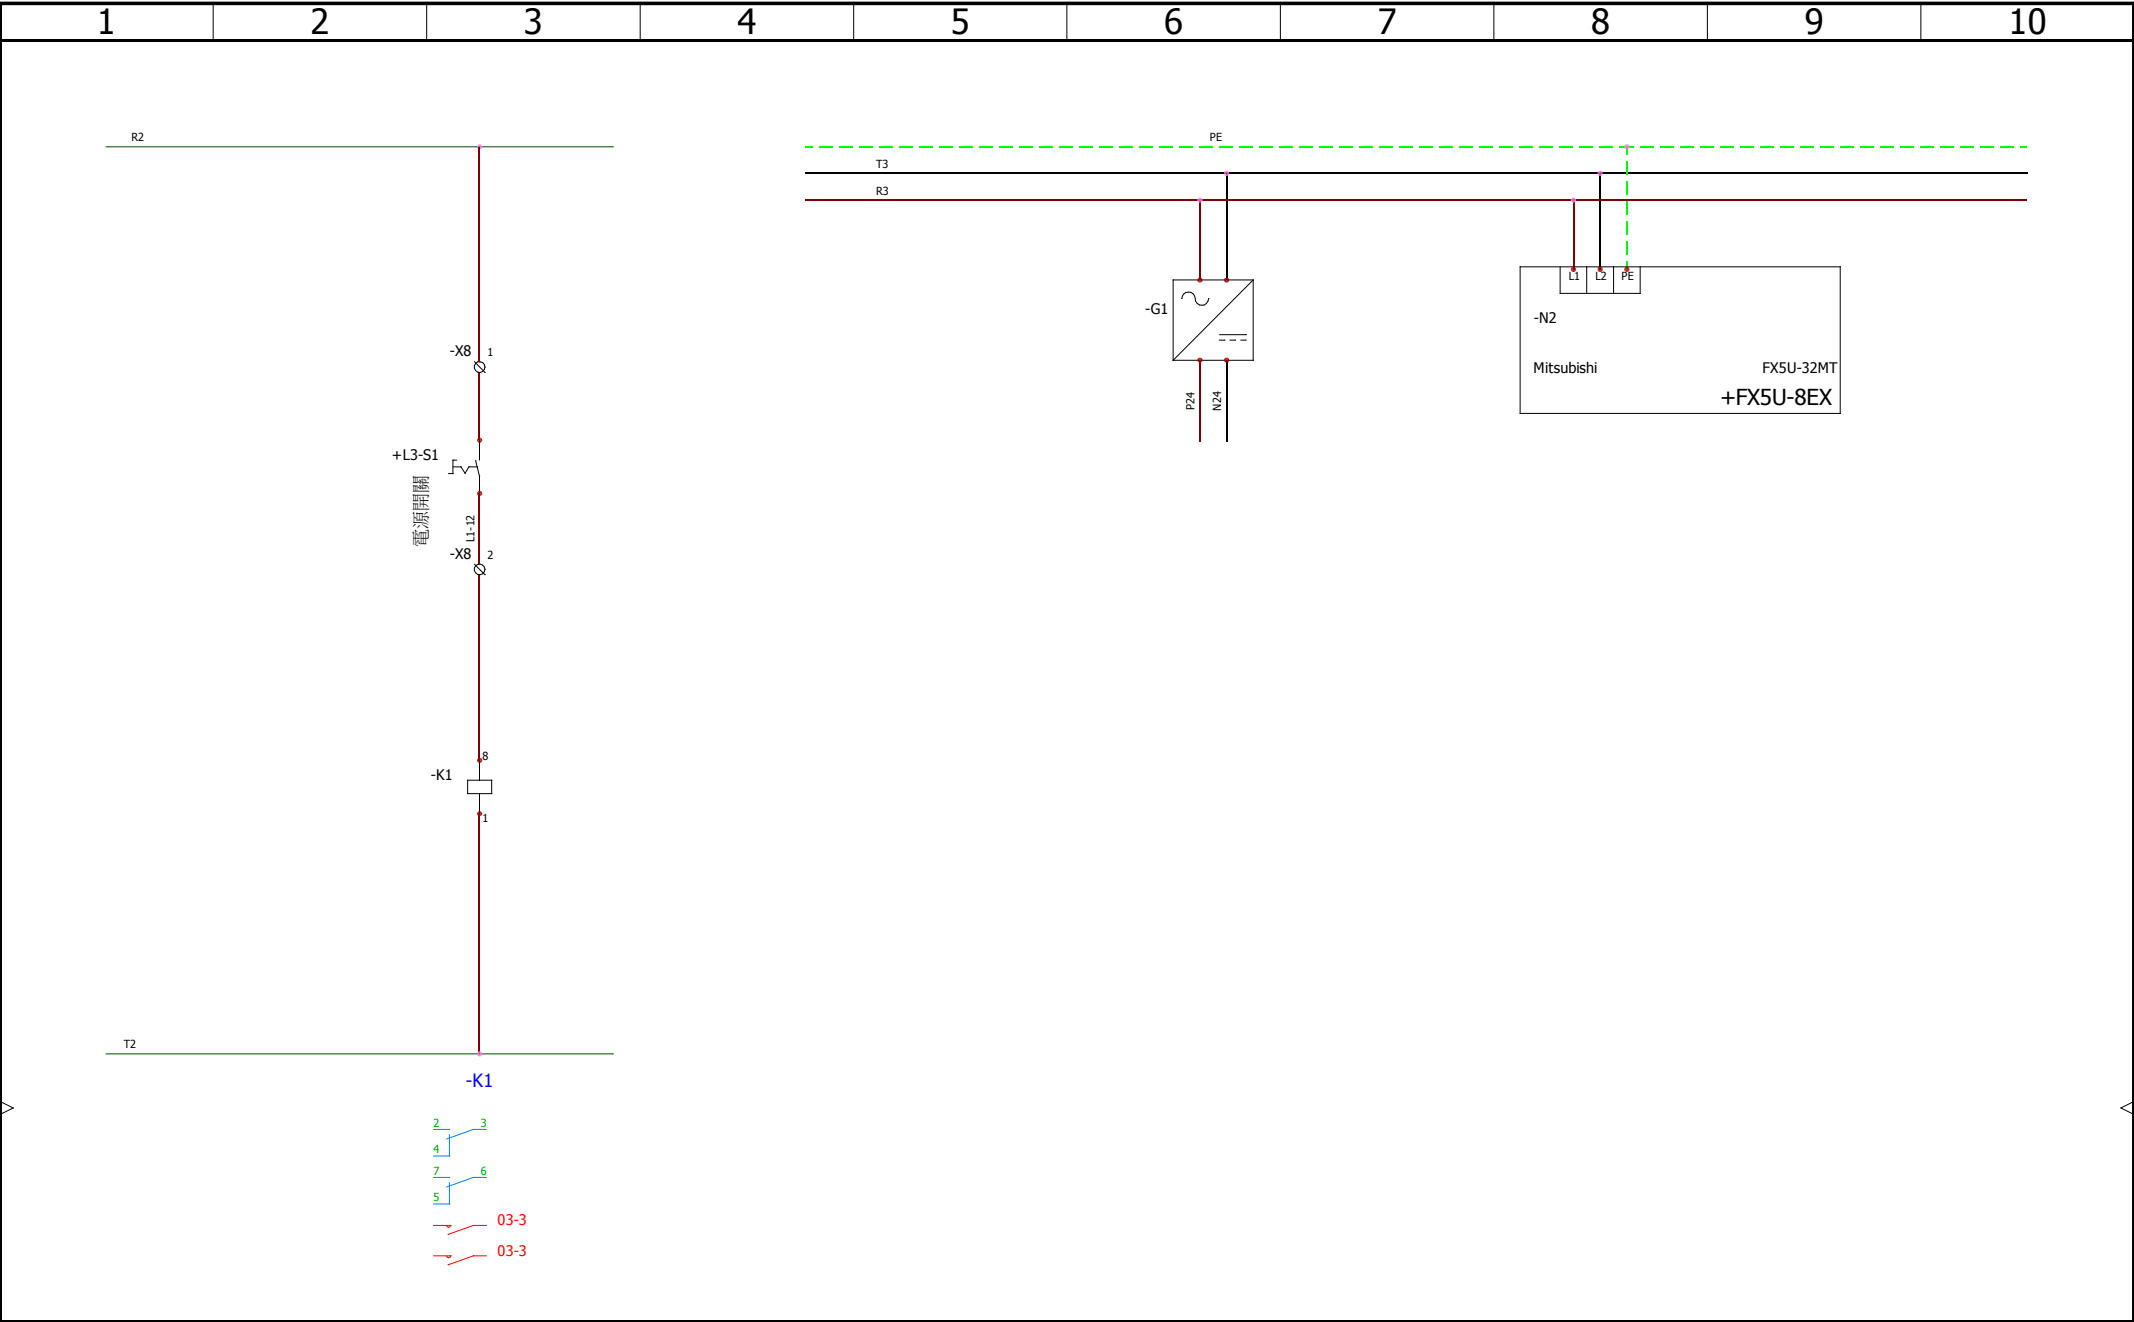 1 2 3 4 5 6 7 8 9 10
R2
PE
T3
R3
L1 L2 PE
-G1
-N2
Mitsubishi FX5U-32MT
+FX5U-8EX
P24 N24
-X8 1
+L3-S1
電源開關
L1-12
-X8 2
8
-K1
1
T2
-K1
2 3
4
7 6
5
03-3
03-3